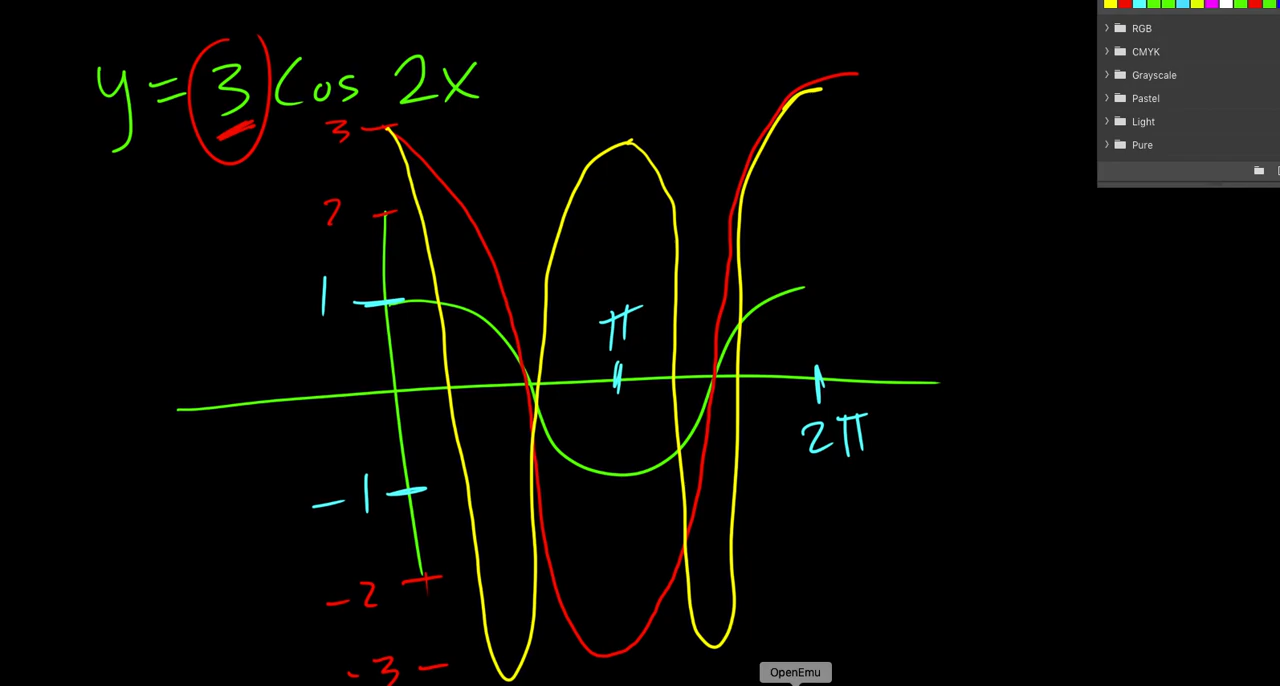 y = 3 Cos 2x
3
2
1
π
2π
-1
-2
-3
RGB
CMYK
Grayscale
Pastel
Light
Pure
OpenEmu